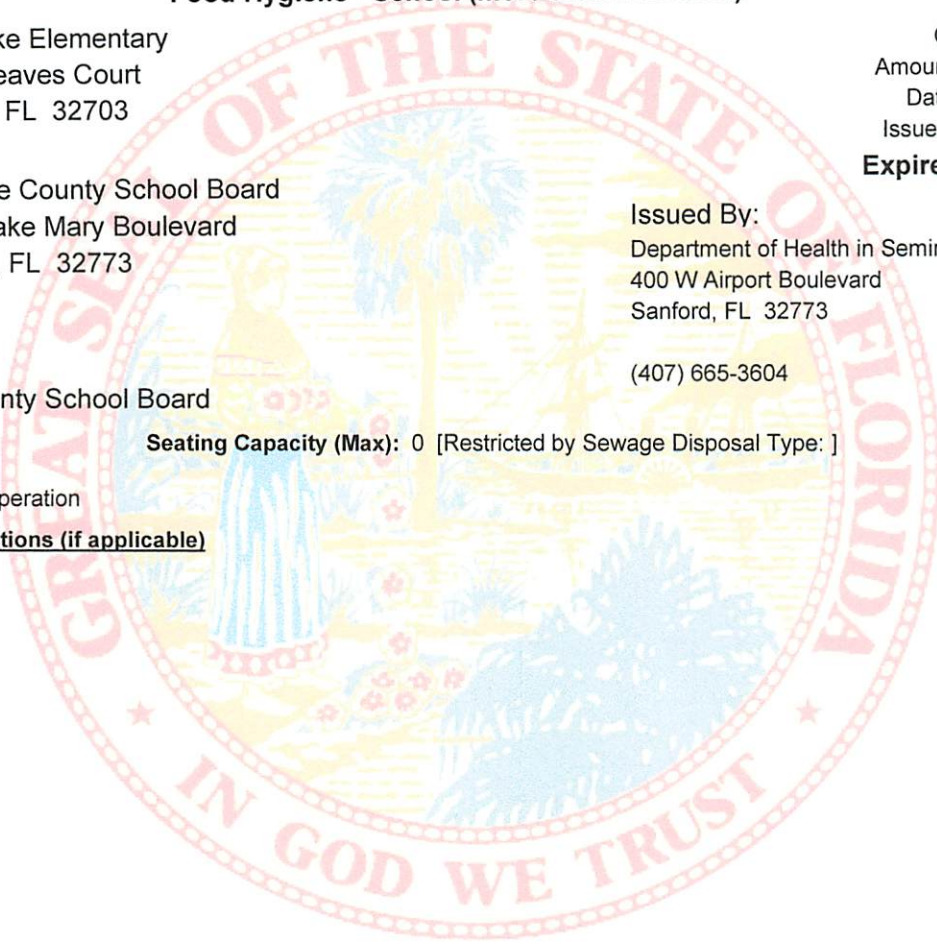 Food Hygiene - School
ke Elementary
eaves Court
FL 32703
e County School Board
ake Mary Boulevard
FL 32773
Amoun
Dat
Issue
Expire
Issued By:
Department of Health in Semin
400 W Airport Boulevard
Sanford, FL 32773
(407) 665-3604
nty School Board
Seating Capacity (Max): 0 [Restricted by Sewage Disposal Type: ]
peration
tions (if applicable)
GREAT SEAL OF THE STATE OF FLORIDA
IN GOD WE TRUST